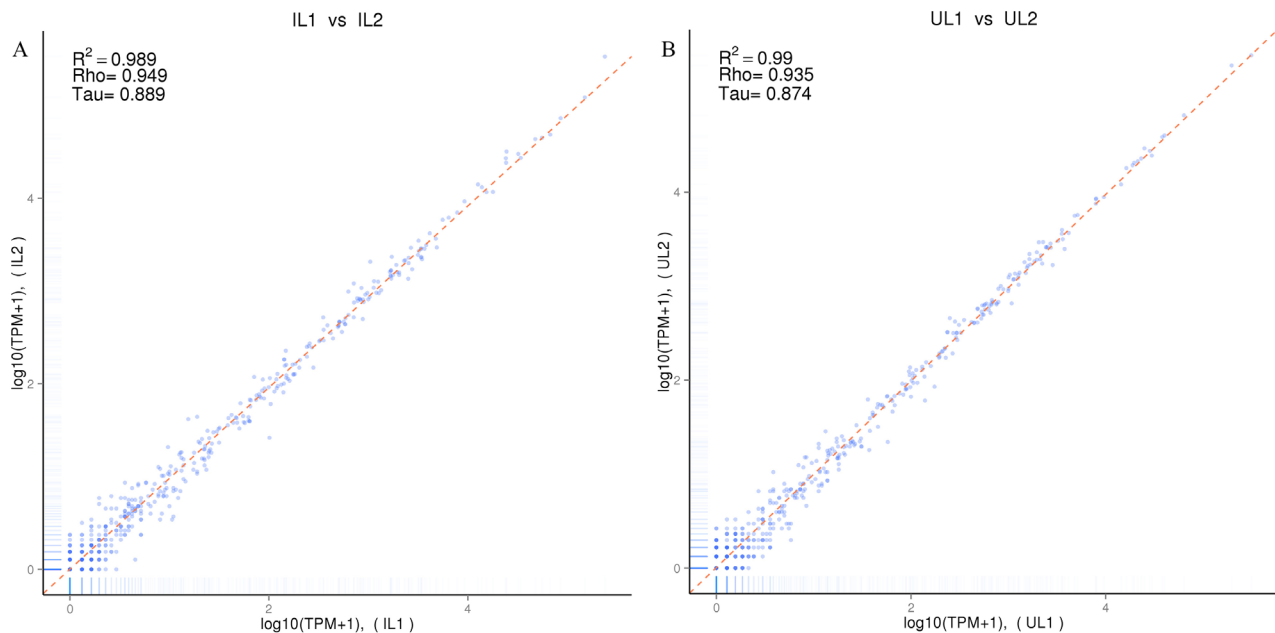 IL1 vs IL2
A
R² = 0.989
Rho= 0.949
Tau= 0.889
log10(TPM+1), ( IL2 )
4
2
0
0 2 4
log10(TPM+1), ( IL1 )
UL1 vs UL2
B
R² = 0.99
Rho= 0.935
Tau= 0.874
log10(TPM+1), ( UL2 )
4
2
0
0 2 4
log10(TPM+1), ( UL1 )